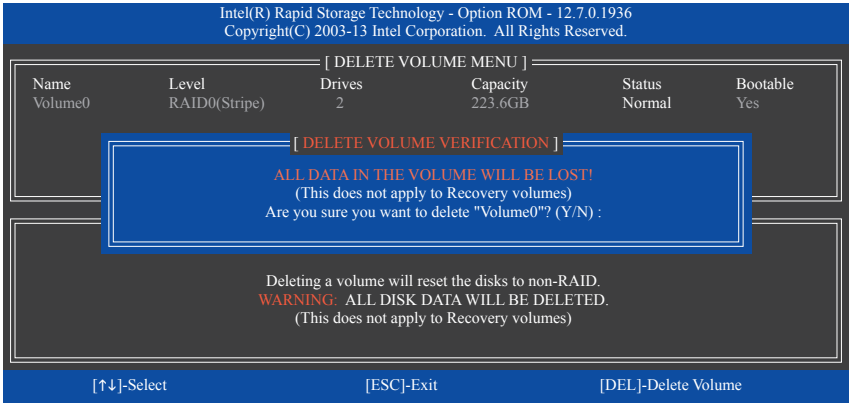 Intel(R) Rapid Storage Technology - Option ROM - 12.7.0.1936
Copyright(C) 2003-13 Intel Corporation. All Rights Reserved.
[ DELETE VOLUME MENU ]
Name Level Drives Capacity Status Bootable
Volume0 RAID0(Stripe) 2 223.6GB Normal Yes
[ DELETE VOLUME VERIFICATION ]
ALL DATA IN THE VOLUME WILL BE LOST!
(This does not apply to Recovery volumes)
Are you sure you want to delete "Volume0"? (Y/N) :
Deleting a volume will reset the disks to non-RAID.
WARNING: ALL DISK DATA WILL BE DELETED.
(This does not apply to Recovery volumes)
[↑↓]-Select [ESC]-Exit [DEL]-Delete Volume